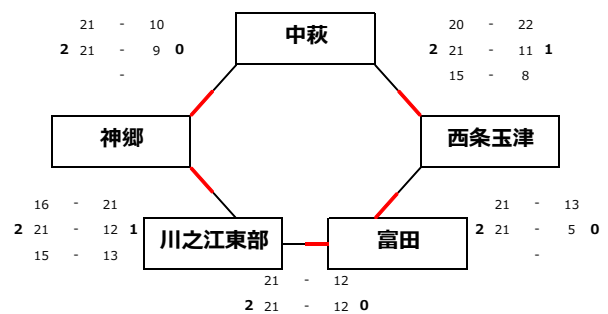 21 - 10
2 21 - 9 0
-
中萩
20 - 22
2 21 - 11 1
15 - 8
神郷
西条玉津
16 - 21
2 21 - 12 1
15 - 13
川之江東部
富田
21 - 13
2 21 - 5 0
-
21 - 12
2 21 - 12 0